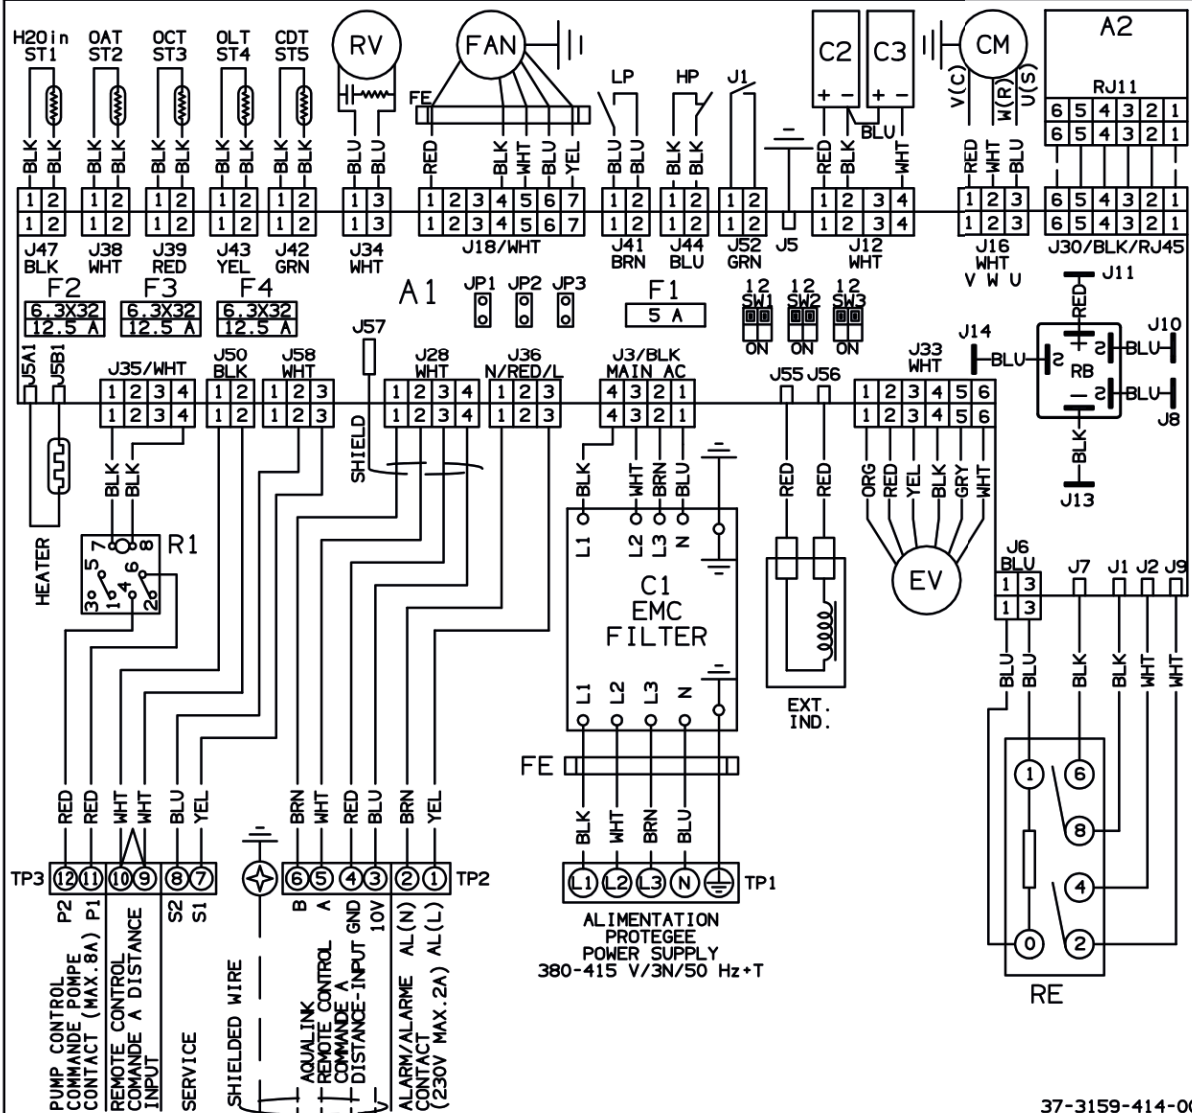 H2Oin OAT OCT OLT CDT
ST1 ST2 ST3 ST4 ST5
RV FAN LP HP J1 C2 C3 CM A2
+ - + -
V(C) W(R) U(S)
RJ11
6 5 4 3 2 1
6 5 4 3 2 1
FE
BLU
BLK BLK BLK BLK BLK BLK BLK BLK BLK BLK BLU BLU RED BLK WHT BLU YEL BLU BLU BLK BLK RED BLK WHT RED WHT BLU
1 2 1 2 1 2 1 2 1 2 1 3 1 2 3 4 5 6 7 1 2 1 2 1 2 1 2 3 4 1 2 3 6 5 4 3 2 1
1 2 1 2 1 2 1 2 1 2 1 3 1 2 3 4 5 6 7 1 2 1 2 1 2 1 2 3 4 1 2 3 6 5 4 3 2 1
J47 J38 J39 J43 J42 J34 J18/WHT J41 J44 J52 J5 J12 J16 J30/BLK/RJ45
BLK WHT RED YEL GRN WHT BRN BLU GRN WHT WHT
V W U
F2 F3 F4
6.3X32 6.3X32 6.3X32
12.5 A 12.5 A 12.5 A
A1
JP1 JP2 JP3
F1
5 A
12 12 12
SW1 SW2 SW3
ON ON ON
J11
RED
J14 BLU 2 + 2 BLU J10
RB
- 2 BLU J8
BLK
J13
J5A1 J5B1
J35/WHT J50 J58 J57 J28 J36 J3/BLK J55 J56 J33
BLK WHT WHT N/RED/L MAIN AC WHT
1 2 3 4 1 2 1 2 3 1 2 3 4 1 2 3 4 3 2 1 1 2 3 4 5 6
1 2 3 4 1 2 1 2 3 1 2 3 4 1 2 3 4 3 2 1 1 2 3 4 5 6
SHIELD
BLK BLK BLK WHT BRN BLU RED RED ORG RED YEL BLK GRY WHT
HEATER
7 8 R1
5 6
4
3 1 2
L1 L2 L3 N
C1
EMC
FILTER
L1 L2 L3 N
EXT.
IND.
EV
J6
BLU
1 3
1 3
J7 J1 J2 J9
BLU BLU BLK BLK WHT WHT
1 6
8
4
0 2
RE
FE
RED RED WHT WHT BLU YEL BRN WHT RED BLU BRN YEL BLK WHT BRN BLU
TP3 12 11 10 9 8 7 6 5 4 3 2 1 TP2
L1 L2 L3 N TP1
P2 P1 S2 S1 B A GND 10V AL(N) AL(L)
PUMP CONTROL
COMMANDE POMPE
CONTACT (MAX.8A)
REMOTE CONTROL
COMANDE A DISTANCE
INPUT
SERVICE
SHIELDED WIRE
AQUALINK
REMOTE CONTROL
COMMANDE A
DISTANCE-INPUT
ALARM/ALARME
CONTACT
(230V MAX.2A)
ALIMENTATION
PROTEGEE
POWER SUPPLY
380-415 V/3N/50 Hz+T